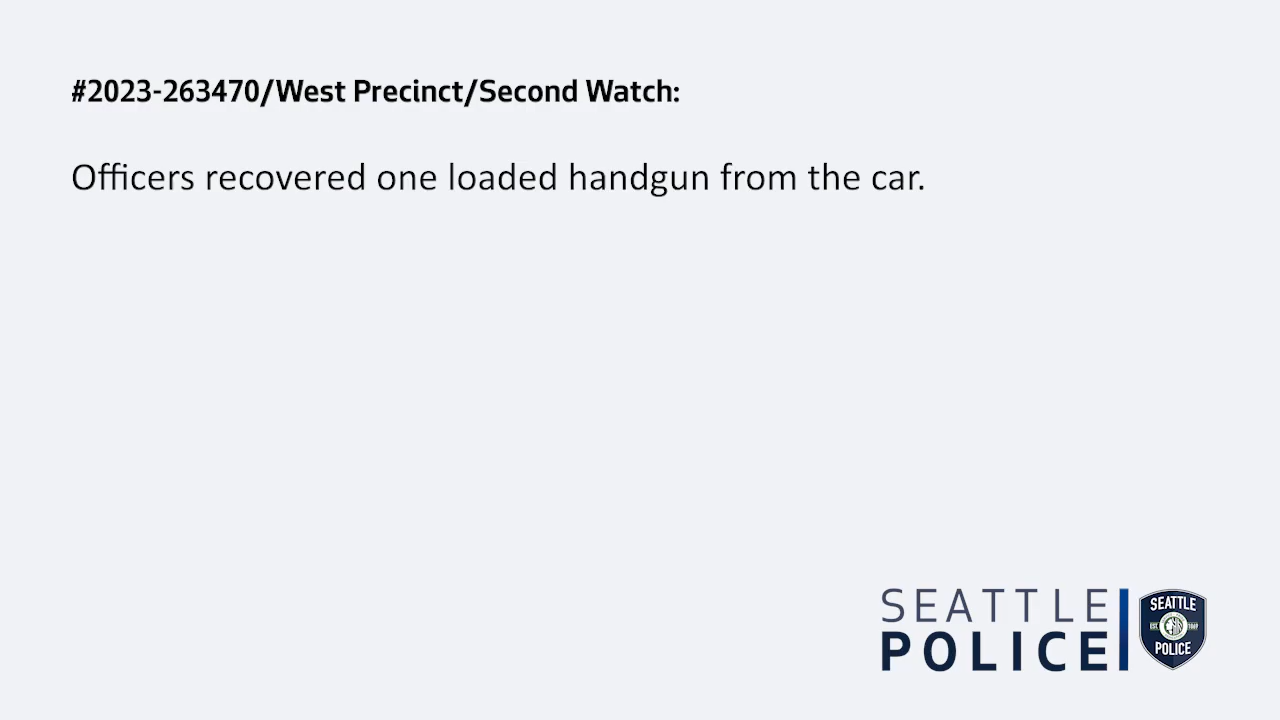 #2023-263470/West Precinct/Second Watch:
Officers recovered one loaded handgun from the car.
SEATTLE
POLICE
SEATTLE
POLICE